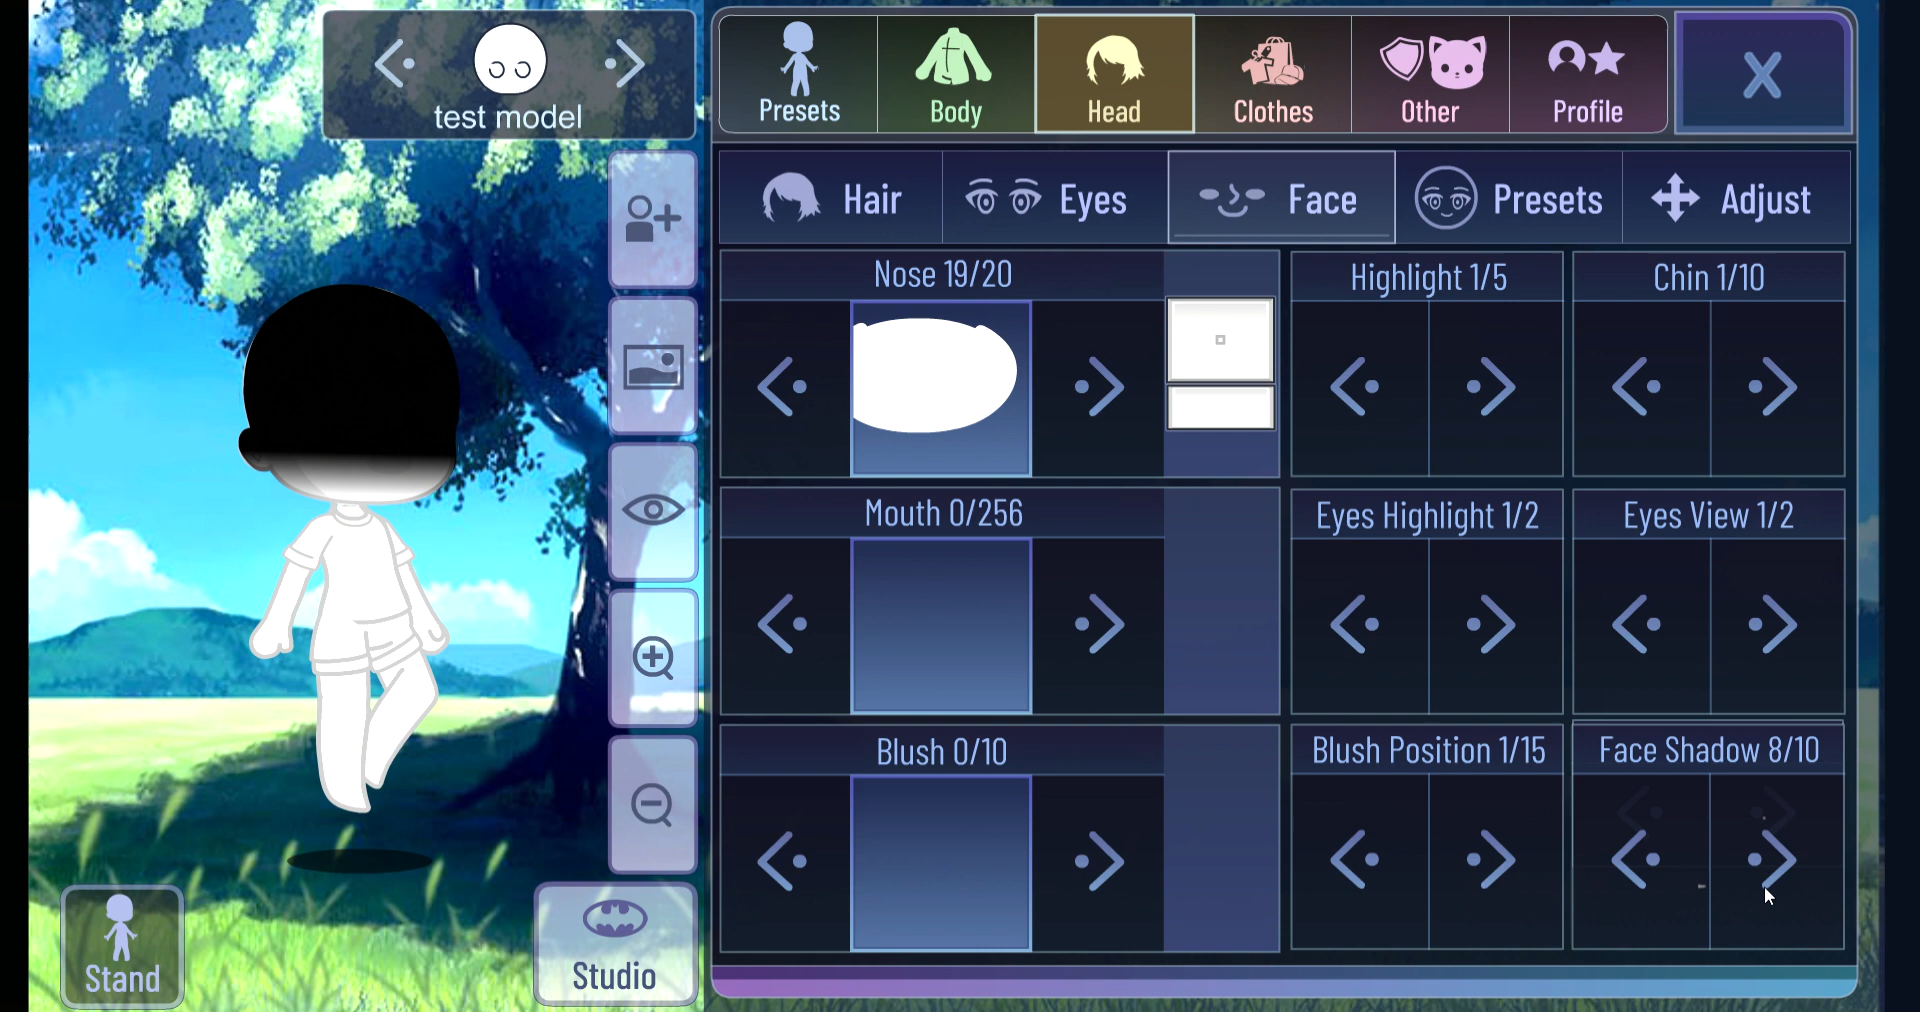 test model
Presets
Body
Head
Clothes
Other
Profile
X
Hair
Eyes
Face
Presets
Adjust
Nose 19/20
Highlight 1/5
Chin 1/10
Mouth 0/256
Eyes Highlight 1/2
Eyes View 1/2
Blush 0/10
Blush Position 1/15
Face Shadow 8/10
Stand
Studio